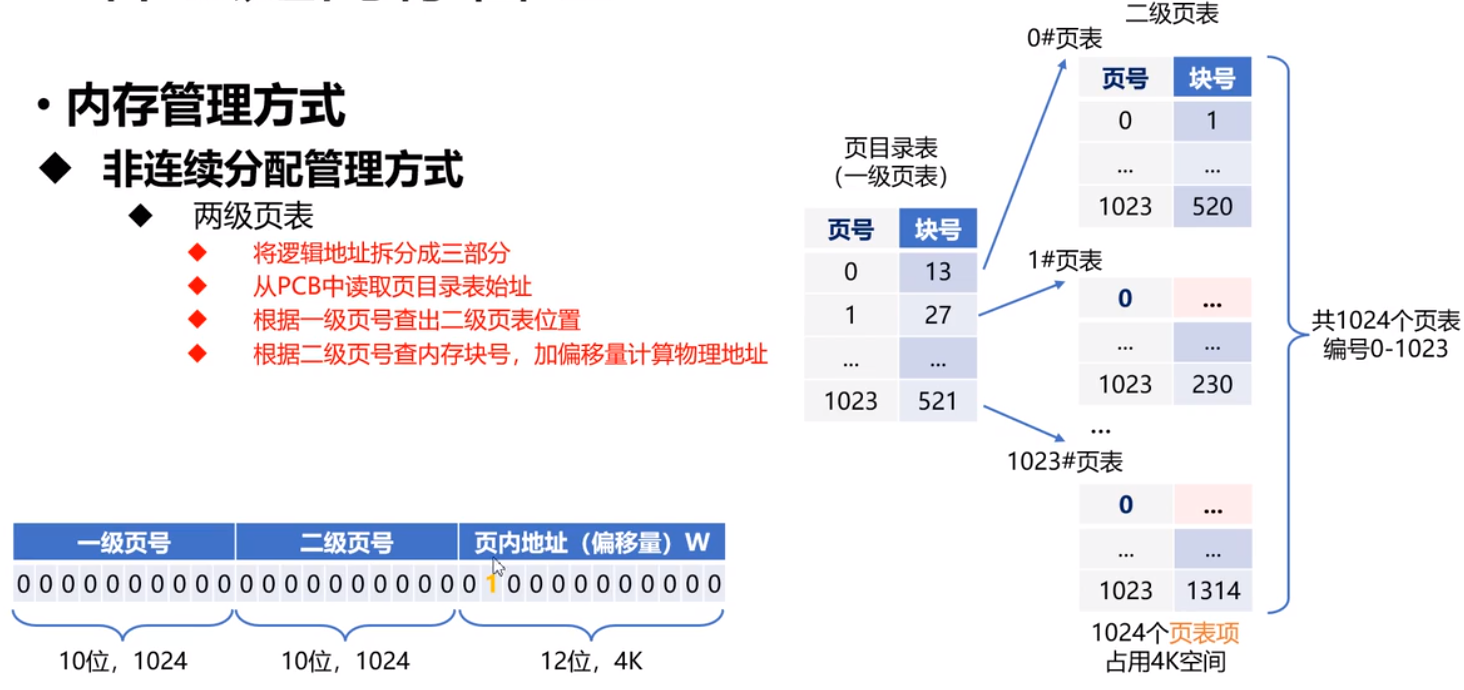 • 内存管理方式
◆ 非连续分配管理方式
◆ 两级页表
◆ 将逻辑地址拆分成三部分
◆ 从PCB中读取页目录表始址
◆ 根据一级页号查出二级页表位置
◆ 根据二级页号查内存块号，加偏移量计算物理地址
一级页号 二级页号 页内地址（偏移量）W
0 0 0 0 0 0 0 0 0 0 0 0 0 0 0 0 0 0 0 0 0 1 0 0 0 0 0 0 0 0 0 0
10位，1024 10位，1024 12位，4K
页目录表
（一级页表）
页号 块号
0 13
1 27
... ...
1023 521
二级页表
0#页表
页号 块号
0 1
... ...
1023 520
1#页表
0 ...
... ...
1023 230
...
1023#页表
0 ...
... ...
1023 1314
1024个页表项
占用4K空间
共1024个页表
编号0-1023